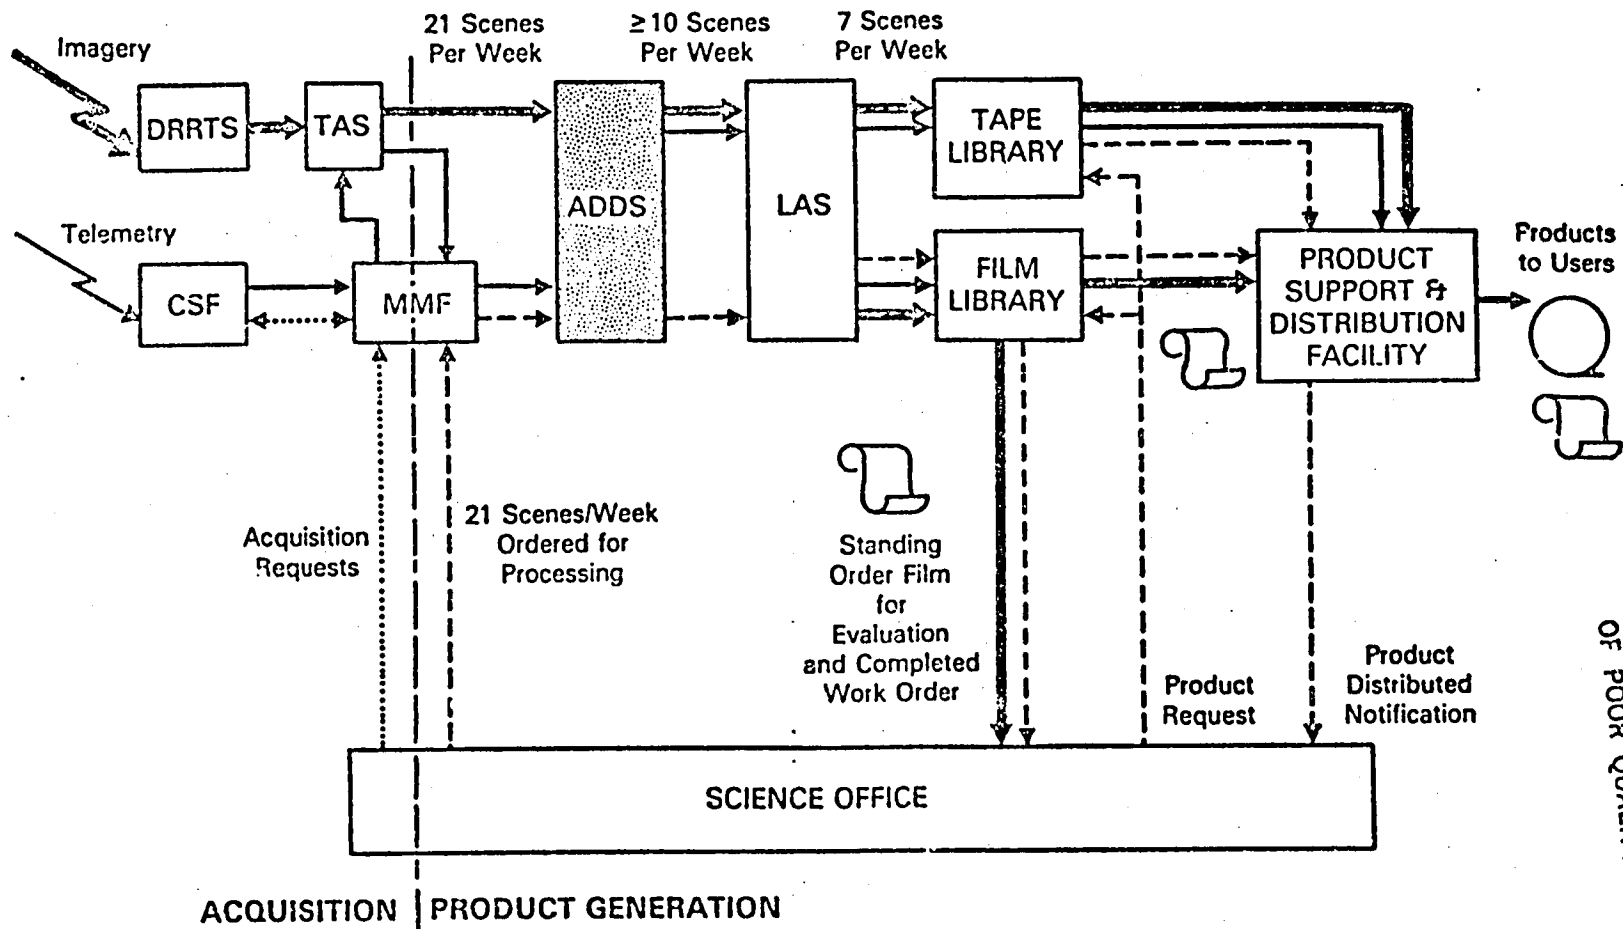 21 Scenes
Per Week
≥10 Scenes
Per Week
7 Scenes
Per Week
Imagery
DRRTS
TAS
ADDS
LAS
TAPE
LIBRARY
Telemetry
CSF
MMF
FILM
LIBRARY
PRODUCT
SUPPORT &
DISTRIBUTION
FACILITY
Products
to Users
Acquisition
Requests
21 Scenes/Week
Ordered for
Processing
Standing
Order Film
for
Evaluation
and Completed
Work Order
Product
Request
Product
Distributed
Notification
SCIENCE OFFICE
ACQUISITION
PRODUCT GENERATION
OF POOR